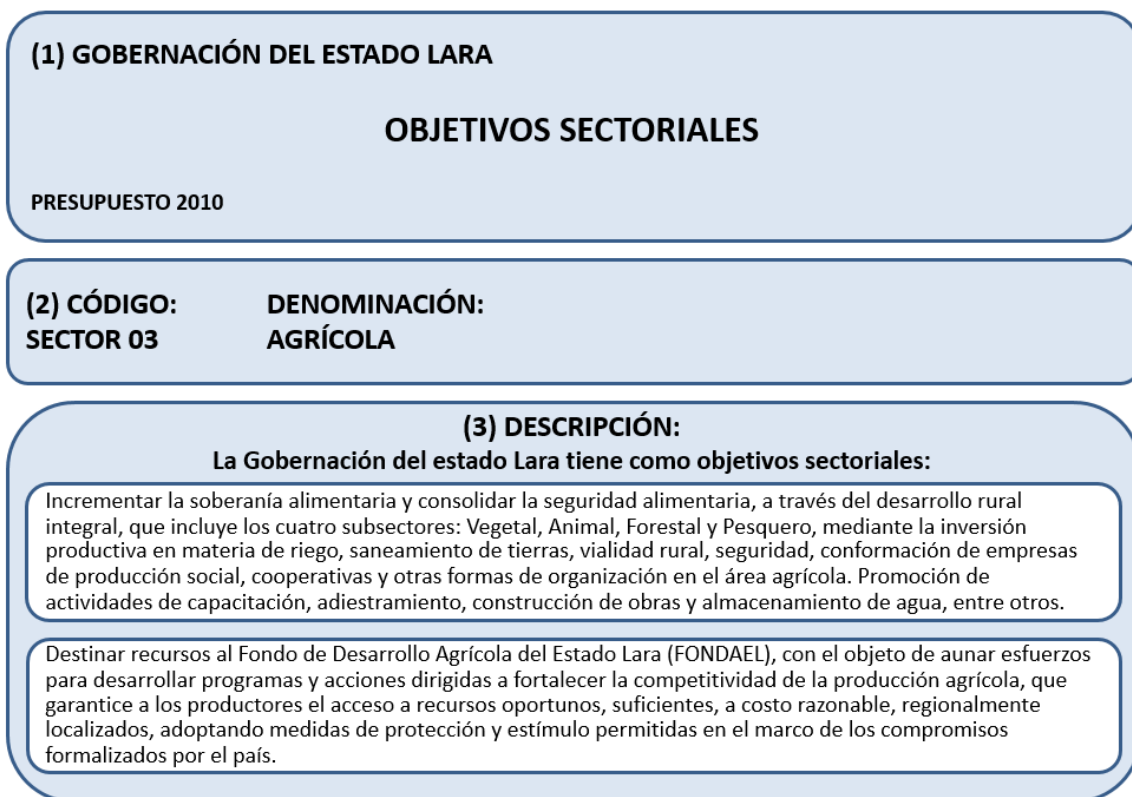 (1) GOBERNACIÓN DEL ESTADO LARA
OBJETIVOS SECTORIALES
PRESUPUESTO 2010
(2) CÓDIGO: DENOMINACIÓN:
SECTOR 03 AGRÍCOLA
(3) DESCRIPCIÓN:
La Gobernación del estado Lara tiene como objetivos sectoriales:
Incrementar la soberanía alimentaria y consolidar la seguridad alimentaria, a través del desarrollo rural
integral, que incluye los cuatro subsectores: Vegetal, Animal, Forestal y Pesquero, mediante la inversión
productiva en materia de riego, saneamiento de tierras, vialidad rural, seguridad, conformación de empresas
de producción social, cooperativas y otras formas de organización en el área agrícola. Promoción de
actividades de capacitación, adiestramiento, construcción de obras y almacenamiento de agua, entre otros.
Destinar recursos al Fondo de Desarrollo Agrícola del Estado Lara (FONDAEL), con el objeto de aunar esfuerzos
para desarrollar programas y acciones dirigidas a fortalecer la competitividad de la producción agrícola, que
garantice a los productores el acceso a recursos oportunos, suficientes, a costo razonable, regionalmente
localizados, adoptando medidas de protección y estímulo permitidas en el marco de los compromisos
formalizados por el país.